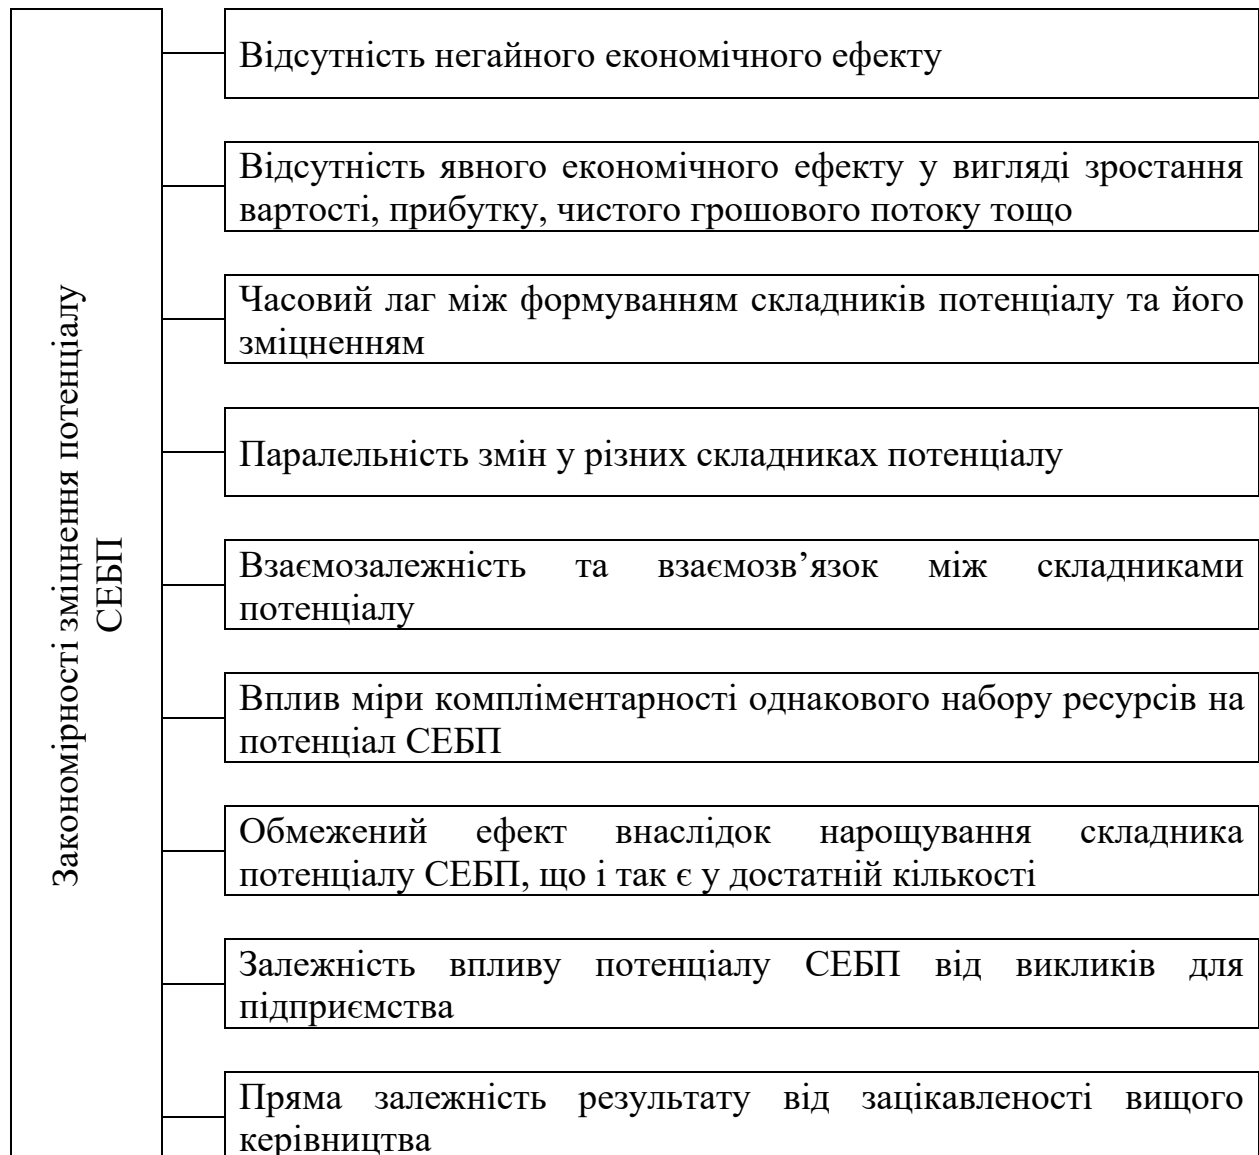 Закономірності зміцнення потенціалу
СЕБП
Відсутність негайного економічного ефекту
Відсутність явного економічного ефекту у вигляді зростання
вартості, прибутку, чистого грошового потоку тощо
Часовий лаг між формуванням складників потенціалу та його
зміцненням
Паралельність змін у різних складниках потенціалу
Взаємозалежність та взаємозв’язок між складниками
потенціалу
Вплив міри компліментарності однакового набору ресурсів на
потенціал СЕБП
Обмежений ефект внаслідок нарощування складника
потенціалу СЕБП, що і так є у достатній кількості
Залежність впливу потенціалу СЕБП від викликів для
підприємства
Пряма залежність результату від зацікавленості вищого
керівництва